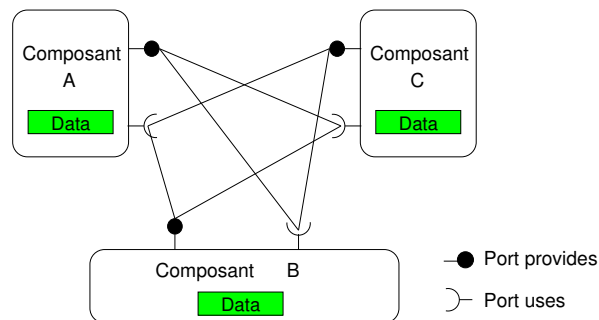 Composant
A
Data
Composant
C
Data
Composant B
Data
Port provides
Port uses